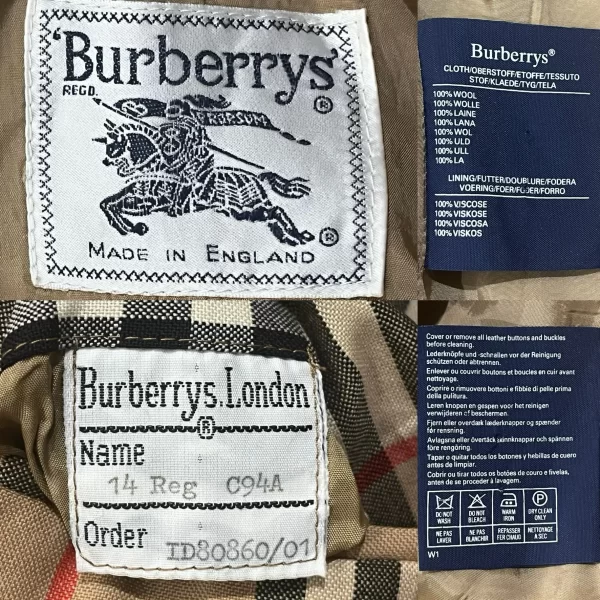 'Burberrys'
REGD.
®
PRORSUM
®
MADE IN ENGLAND
Burberrys®
CLOTH/OBERSTOFF/ETOFFE/TESSUTO
STOF/KLAEDE/TYG/TELA
100% WOOL
100% WOLLE
100% LAINE
100% LANA
100% WOL
100% ULD
100% ULL
100% LA
LINING/FUTTER/DOUBLURE/FODERA
VOERING/FOER/FODER/FORRO
100% VISCOSE
100% VISKOSE
100% VISCOSA
100% VISKOS
Burberrys.London
®
Name
14 Reg C94A
Order
ID80860/01
Cover or remove all leather buttons and buckles
before cleaning.
Lederknöpfe und -schnallen vor der Reinigung
schützen oder abtrennen.
Enlever ou couvrir boutons et boucles en cuir avant
nettoyage.
Coprire o rimuovere bottoni e fibbie di pelle prima
della pulitura.
Leren knopen en gespen voor het reinigen
verwijderen of beschermen.
Fjern eller overdæk læderknapper og spænder
før rensning.
Avlagsna eller övertäck skinnknappar och spännen
före rengöring.
Tapar o quitar todos los botones y hebillas de cuero
antes de limpiar.
Cobrir ou tirar todos os botões de couro e fivelas,
antes de se proceder à lavagem.
DO NOT
WASH
DO NOT
BLEACH
WARM
IRON
P
DRY CLEAN
ONLY
NE PAS
LAVER
NE PAS
BLANCHIR
REPASSER
FER CHAUD
NETTOYAGE
A SEC
W1